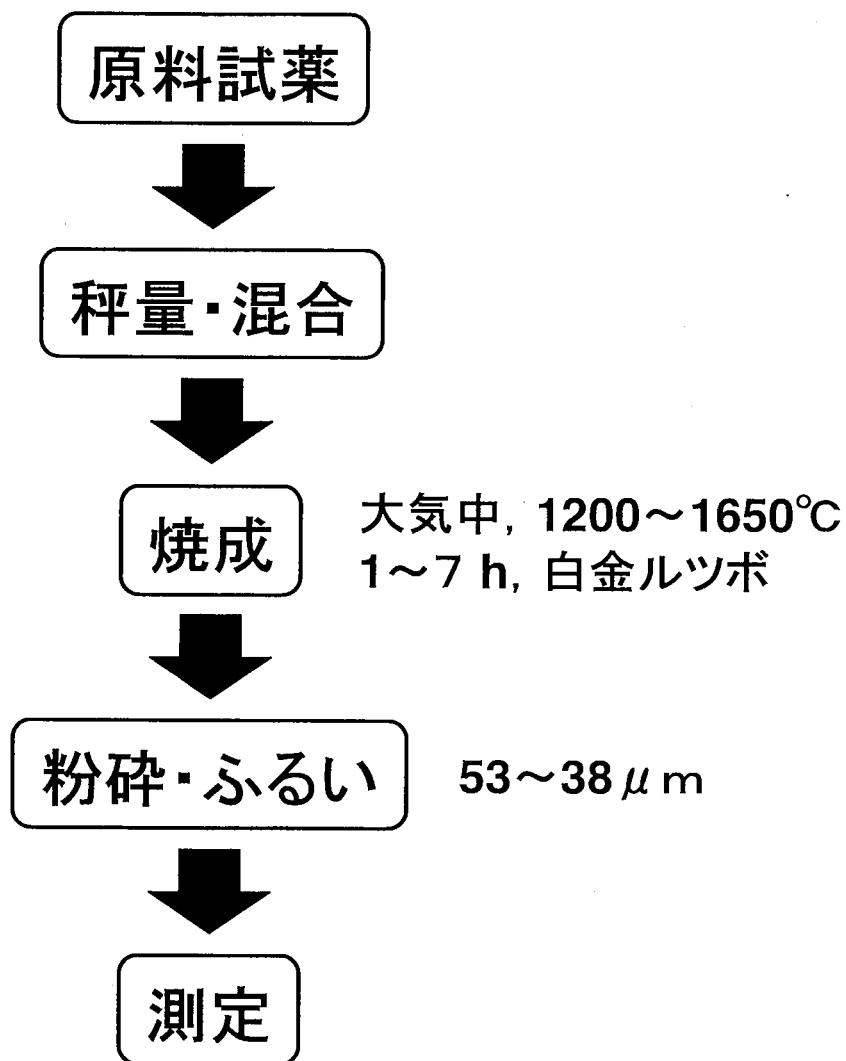 原料試薬
秤量・混合
焼成
大気中, 1200～1650℃
1～7 h, 白金ルツボ
粉砕・ふるい
53～38μm
測定